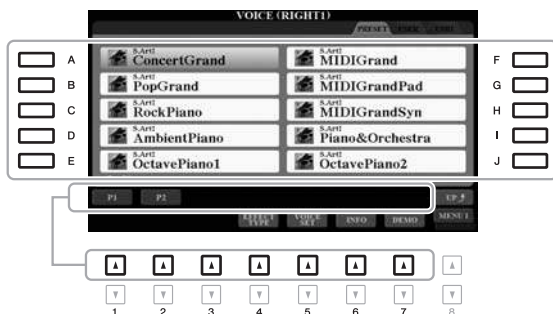 VOICE (RIGHT1)
PRESET USER
A S.Art! ConcertGrand S.Art! MIDIGrand F
B S.Art! PopGrand S.Art! MIDIGrandPad G
C S.Art! RockPiano S.Art! MIDIGrandSyn H
D S.Art! AmbientPiano S.Art! Piano&Orchestra I
E S.Art! OctavePiano1 S.Art! OctavePiano2 J
P1 P2 UP
EFFECT TYPE VOICE SET INFO DEMO MENU 1
1 2 3 4 5 6 7 8